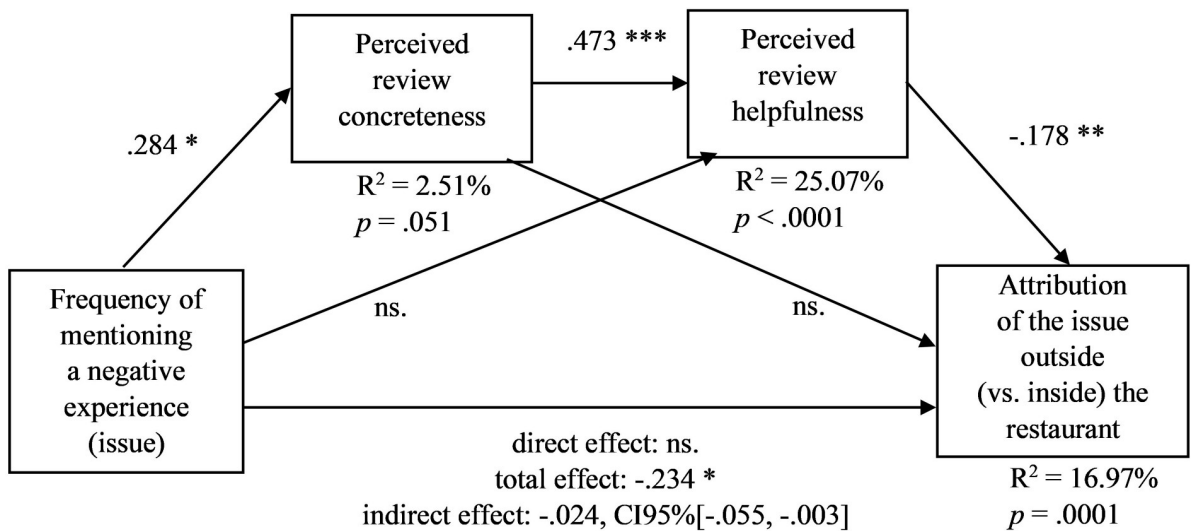 Perceived
review
concreteness
.473 ***
Perceived
review
helpfulness
.284 *
-.178 **
R² = 2.51%
p = .051
R² = 25.07%
p < .0001
Frequency of
mentioning
a negative
experience
(issue)
ns.
ns.
Attribution
of the issue
outside
(vs. inside) the
restaurant
direct effect: ns.
total effect: -.234 *
indirect effect: -.024, CI95%[-.055, -.003]
R² = 16.97%
p = .0001